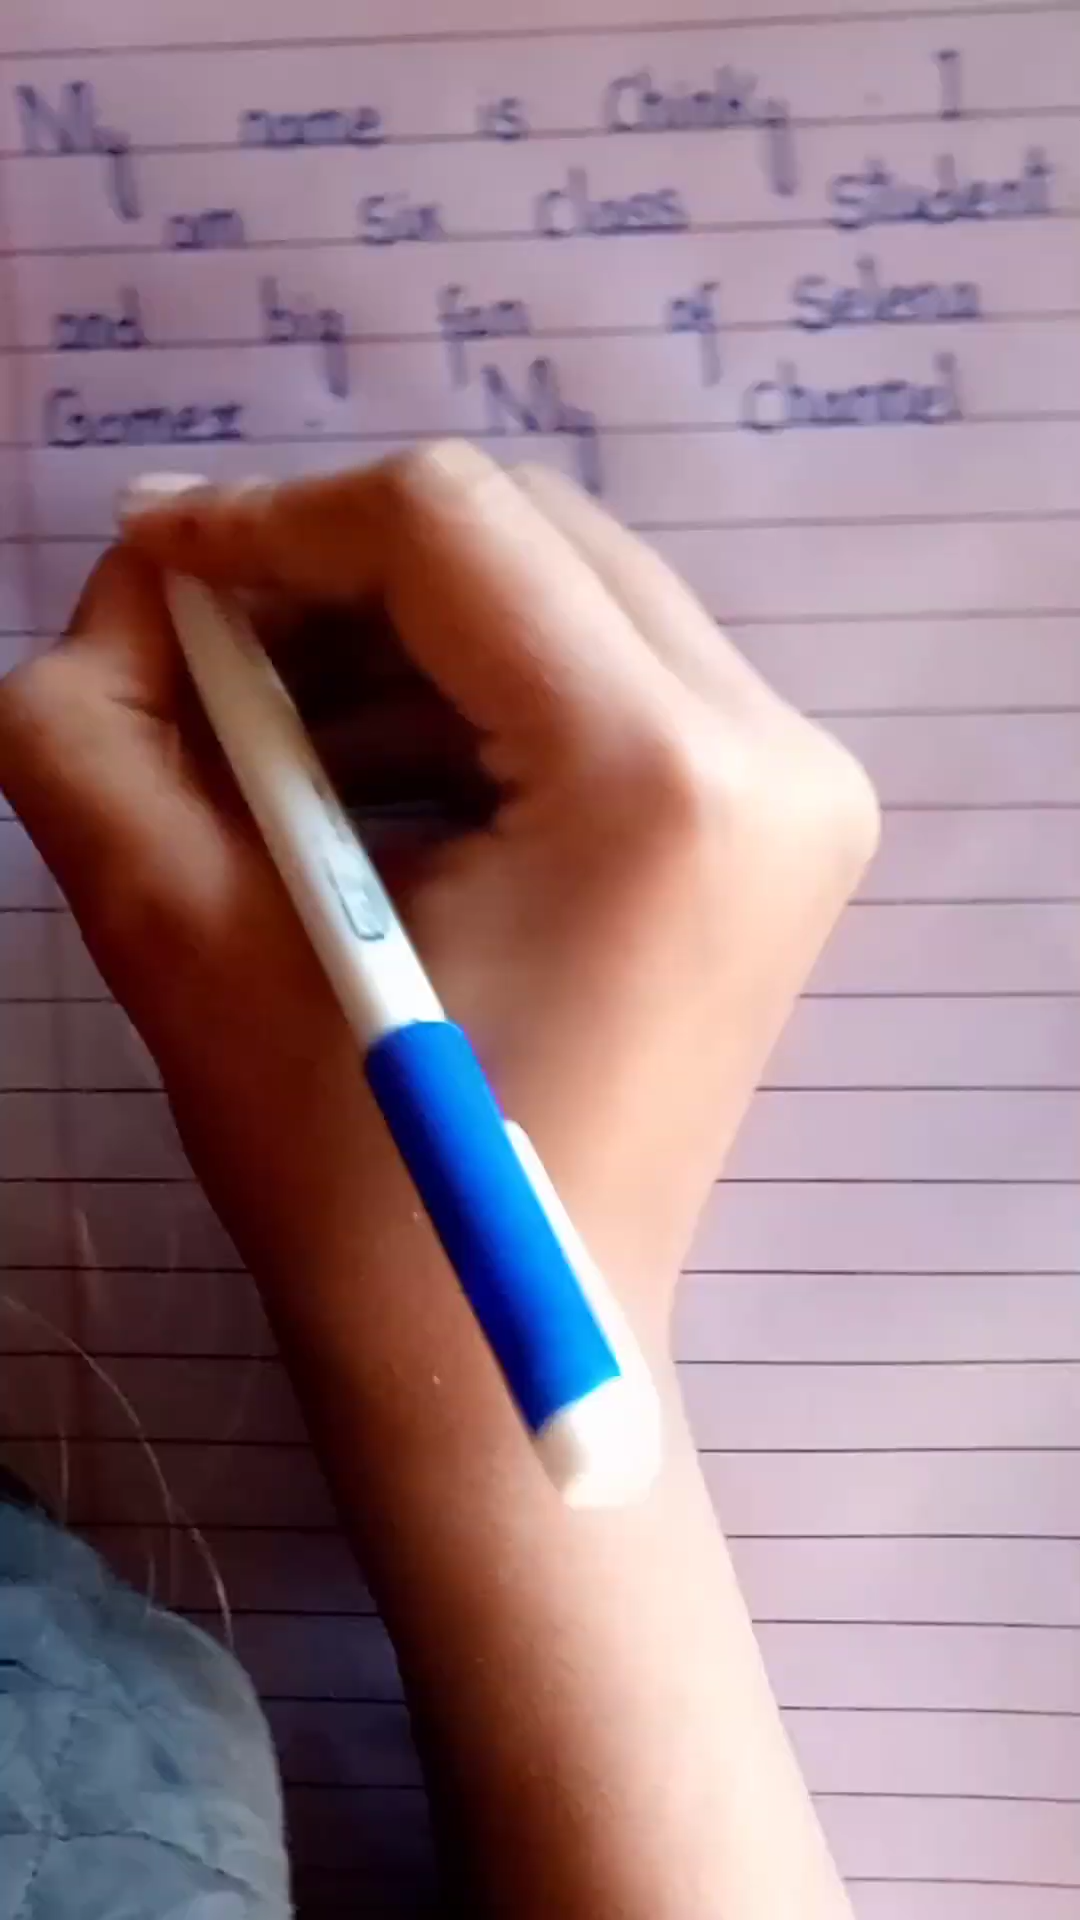 My name is Chinky. I
am six class student
and big fan of Selena
Gomez. My channel